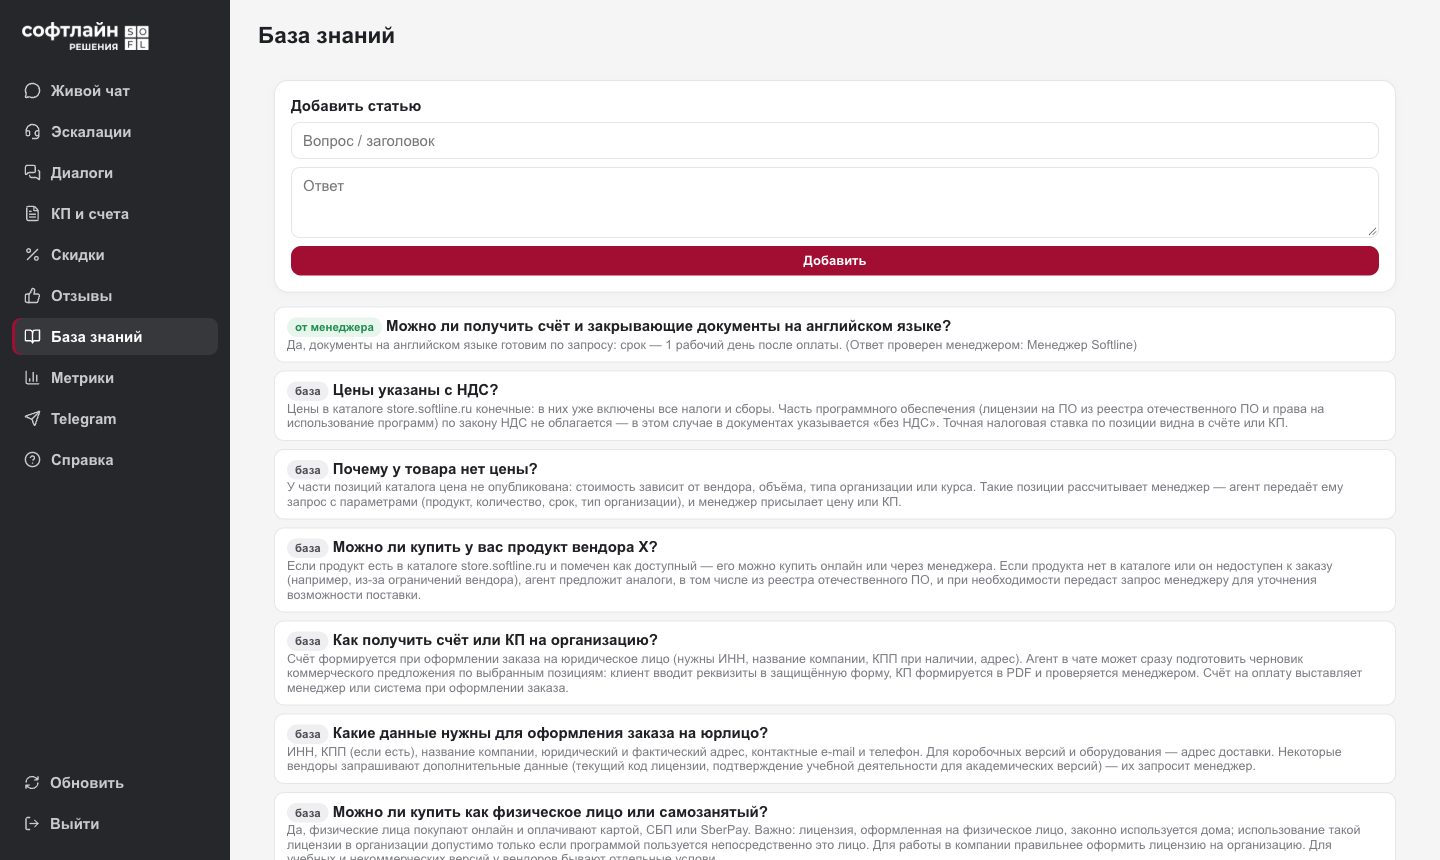 софтлайн
РЕШЕНИЯ
SO
FL
Живой чат
Эскалации
Диалоги
КП и счета
Скидки
Отзывы
База знаний
Метрики
Telegram
Справка
Обновить
Выйти
База знаний
Добавить статью
Вопрос / заголовок
Ответ
Добавить
от менеджера Можно ли получить счёт и закрывающие документы на английском языке?
Да, документы на английском языке готовим по запросу: срок — 1 рабочий день после оплаты. (Ответ проверен менеджером: Менеджер Softline)
база Цены указаны с НДС?
Цены в каталоге store.softline.ru конечные: в них уже включены все налоги и сборы. Часть программного обеспечения (лицензии на ПО из реестра отечественного ПО и права на
использование программ) по закону НДС не облагается — в этом случае в документах указывается «без НДС». Точная налоговая ставка по позиции видна в счёте или КП.
база Почему у товара нет цены?
У части позиций каталога цена не опубликована: стоимость зависит от вендора, объёма, типа организации или курса. Такие позиции рассчитывает менеджер — агент передаёт ему
запрос с параметрами (продукт, количество, срок, тип организации), и менеджер присылает цену или КП.
база Можно ли купить у вас продукт вендора X?
Если продукт есть в каталоге store.softline.ru и помечен как доступный — его можно купить онлайн или через менеджера. Если продукта нет в каталоге или он недоступен к заказу
(например, из-за ограничений вендора), агент предложит аналоги, в том числе из реестра отечественного ПО, и при необходимости передаст запрос менеджеру для уточнения
возможности поставки.
база Как получить счёт или КП на организацию?
Счёт формируется при оформлении заказа на юридическое лицо (нужны ИНН, название компании, КПП при наличии, адрес). Агент в чате может сразу подготовить черновик
коммерческого предложения по выбранным позициям: клиент вводит реквизиты в защищённую форму, КП формируется в PDF и проверяется менеджером. Счёт на оплату выставляет
менеджер или система при оформлении заказа.
база Какие данные нужны для оформления заказа на юрлицо?
ИНН, КПП (если есть), название компании, юридический и фактический адрес, контактные e-mail и телефон. Для коробочных версий и оборудования — адрес доставки. Некоторые
вендоры запрашивают дополнительные данные (текущий код лицензии, подтверждение учебной деятельности для академических версий) — их запросит менеджер.
база Можно ли купить как физическое лицо или самозанятый?
Да, физические лица покупают онлайн и оплачивают картой, СБП или SberPay. Важно: лицензия, оформленная на физическое лицо, законно используется дома; использование такой
лицензии в организации допустимо только если программой пользуется непосредственно это лицо. Для работы в компании правильнее оформить лицензию на организацию. Для
учебных и некоммерческих версий у вендоров бывают отдельные услови